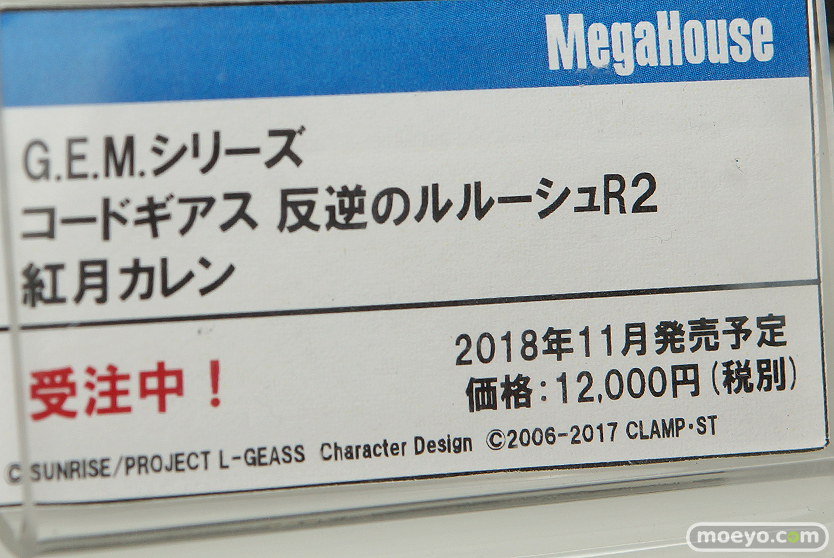 MegaHouse
G.E.M.シリーズ
コードギアス 反逆のルルーシュR2
紅月カレン
2018年11月発売予定
受注中！
価格：12,000円（税別）
© SUNRISE/PROJECT L-GEASS Character Design ©2006-2017 CLAMP・ST
moeyo.com